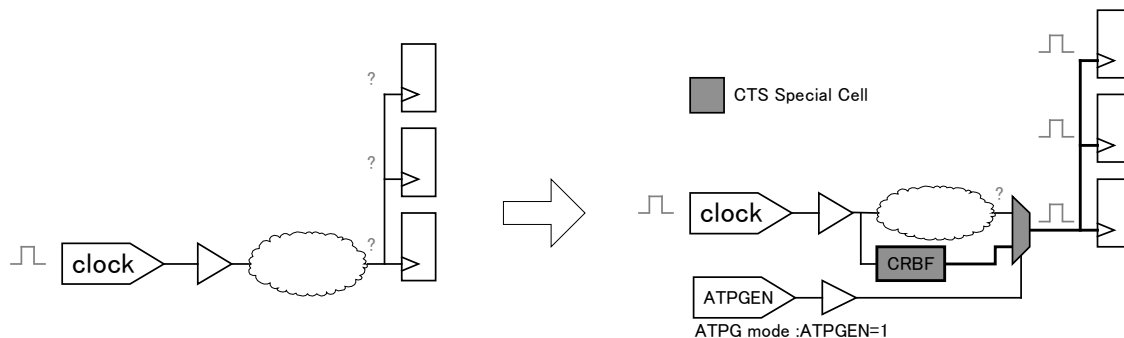 ?
?
?
clock
CTS Special Cell
?
clock
CRBF
ATPGEN
ATPG mode :ATPGEN=1